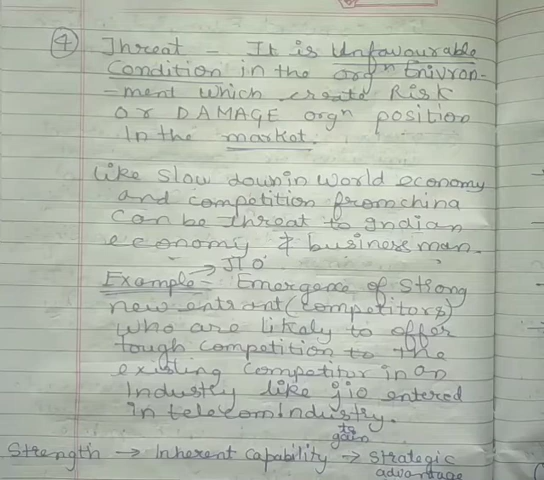 ④ Threat - It is Unfavourable
Condition in the orgⁿ Enivron-
-ment which create Risk
or DAMAGE orgⁿ position
In the market.
Like slow down in world economy
and competition from china
can be threat to Indian
economy & businessman.
→ JIO
Example - Emergence of strong
new entrant (competitors)
who are likely to offer
tough competition to the
existing competitor in an
Industry like jio entered
in telecom industry.
Strength → Inherent capability → to gain strategic
advantage